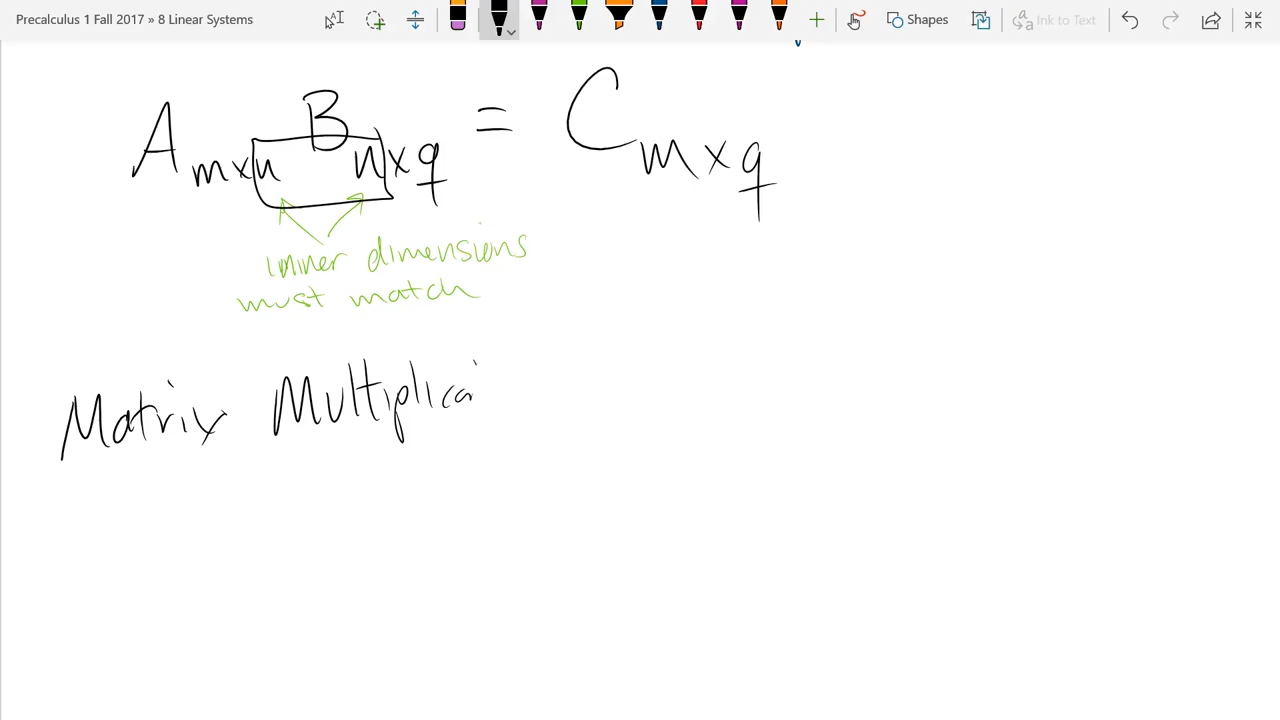 Precalculus 1 Fall 2017 » 8 Linear Systems
Shapes
Ink to Text
A m×n B n×q = C m×q
inner dimensions
must match
Matrix Multiplica